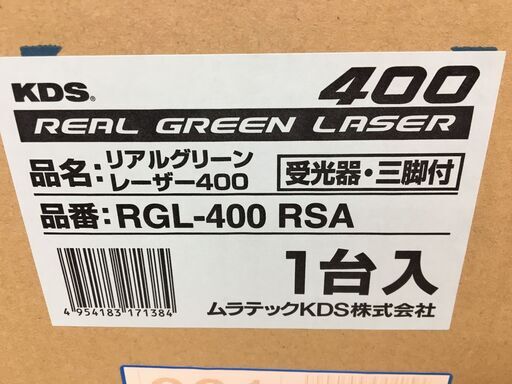 KDS® 400
REAL GREEN LASER
品名:リアルグリーン
レーザー400
受光器・三脚付
品番:RGL-400 RSA
1台入
4 954183 171384
ムラテックKDS株式会社